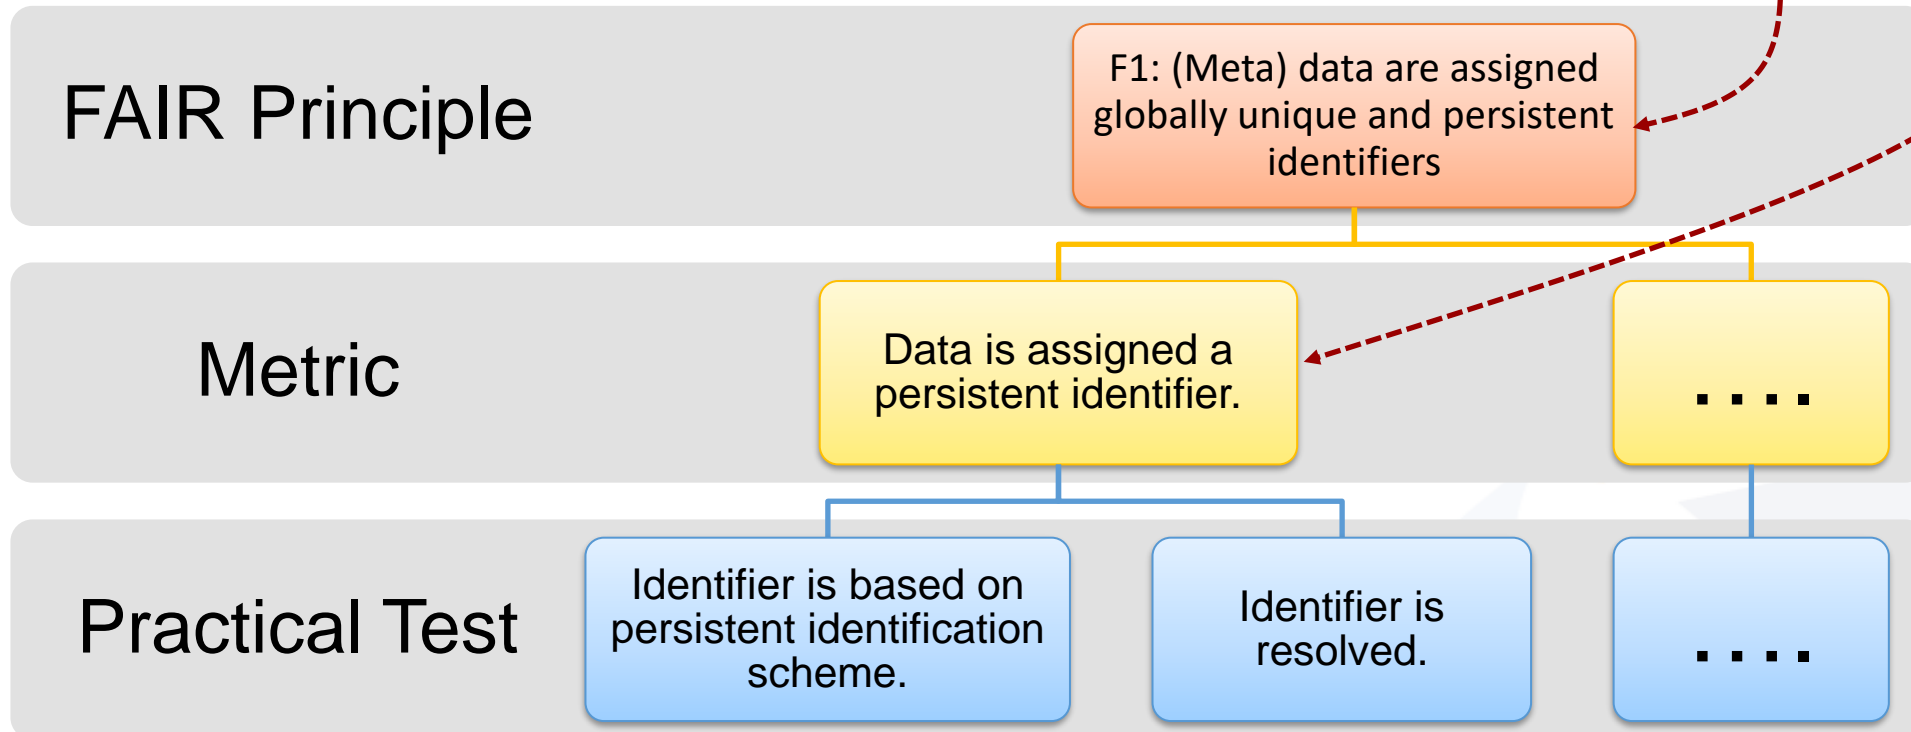 FAIR Principle
F1: (Meta) data are assigned
globally unique and persistent
identifiers
Metric
Data is assigned a
persistent identifier.
....
Practical Test
Identifier is based on
persistent identification
scheme.
Identifier is
resolved.
....